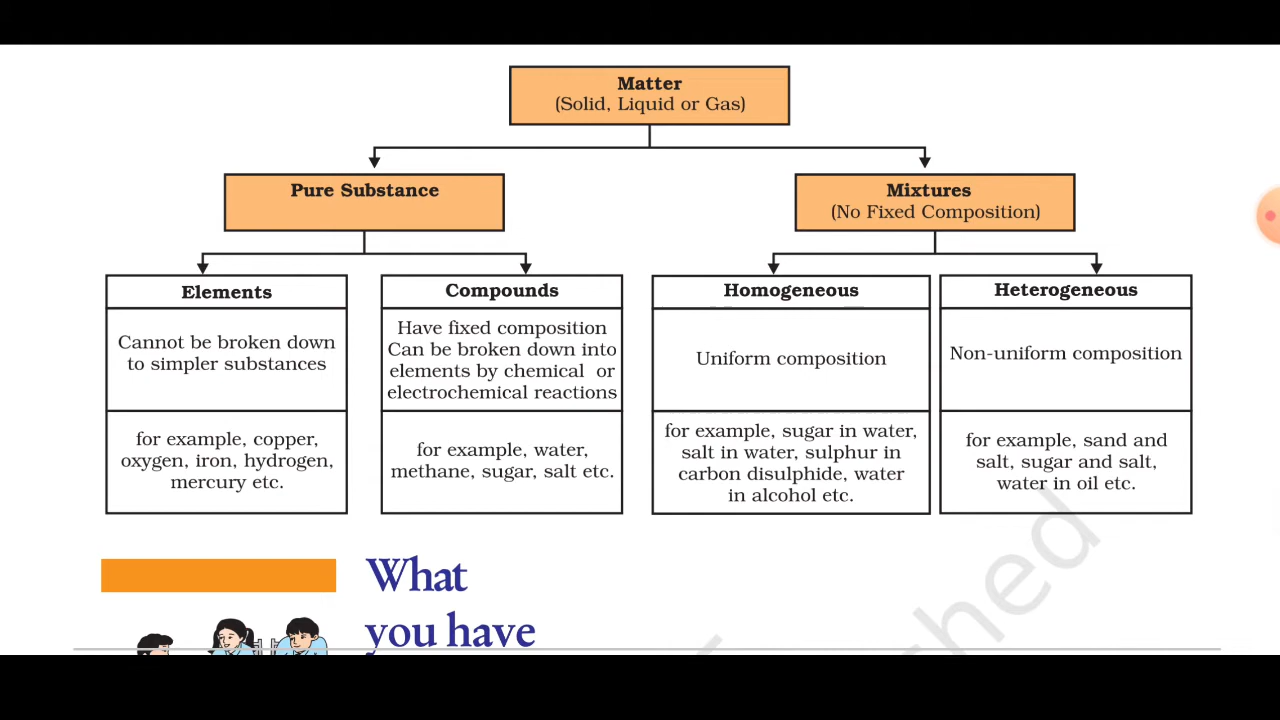 Matter
(Solid, Liquid or Gas)
Pure Substance
Mixtures
(No Fixed Composition)
Elements
Cannot be broken down
to simpler substances
for example, copper,
oxygen, iron, hydrogen,
mercury etc.
Compounds
Have fixed composition
Can be broken down into
elements by chemical or
electrochemical reactions
for example, water,
methane, sugar, salt etc.
Homogeneous
Uniform composition
for example, sugar in water,
salt in water, sulphur in
carbon disulphide, water
in alcohol etc.
Heterogeneous
Non-uniform composition
for example, sand and
salt, sugar and salt,
water in oil etc.
What
you have